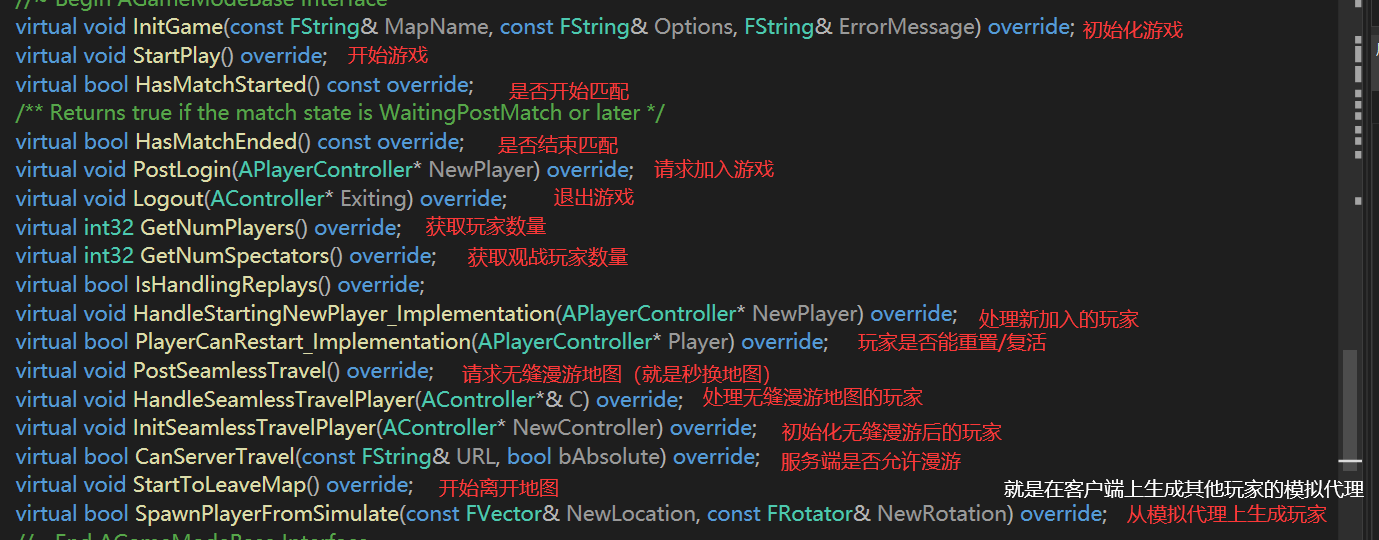 //~ Begin AGameModeBase Interface
virtual void InitGame(const FString& MapName, const FString& Options, FString& ErrorMessage) override; 初始化游戏
virtual void StartPlay() override; 开始游戏
virtual bool HasMatchStarted() const override; 是否开始匹配
/** Returns true if the match state is WaitingPostMatch or later */
virtual bool HasMatchEnded() const override; 是否结束匹配
virtual void PostLogin(APlayerController* NewPlayer) override; 请求加入游戏
virtual void Logout(AController* Exiting) override; 退出游戏
virtual int32 GetNumPlayers() override; 获取玩家数量
virtual int32 GetNumSpectators() override; 获取观战玩家数量
virtual bool IsHandlingReplays() override;
virtual void HandleStartingNewPlayer_Implementation(APlayerController* NewPlayer) override; 处理新加入的玩家
virtual bool PlayerCanRestart_Implementation(APlayerController* Player) override; 玩家是否能重置/复活
virtual void PostSeamlessTravel() override; 请求无缝漫游地图（就是秒换地图）
virtual void HandleSeamlessTravelPlayer(AController*& C) override; 处理无缝漫游地图的玩家
virtual void InitSeamlessTravelPlayer(AController* NewController) override; 初始化无缝漫游后的玩家
virtual bool CanServerTravel(const FString& URL, bool bAbsolute) override; 服务端是否允许漫游
virtual void StartToLeaveMap() override; 开始离开地图 就是在客户端上生成其他玩家的模拟代理
virtual bool SpawnPlayerFromSimulate(const FVector& NewLocation, const FRotator& NewRotation) override; 从模拟代理上生成玩家
//~ End AGameModeBase Interface